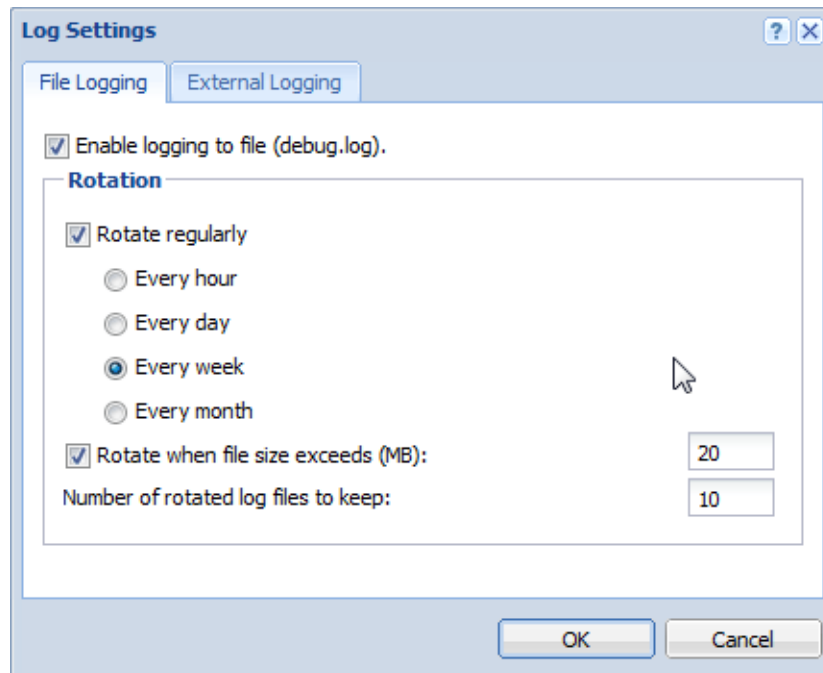 Log Settings
?
File Logging External Logging
Enable logging to file (debug.log).
Rotation
Rotate regularly
Every hour
Every day
Every week
Every month
Rotate when file size exceeds (MB): 20
Number of rotated log files to keep: 10
OK Cancel